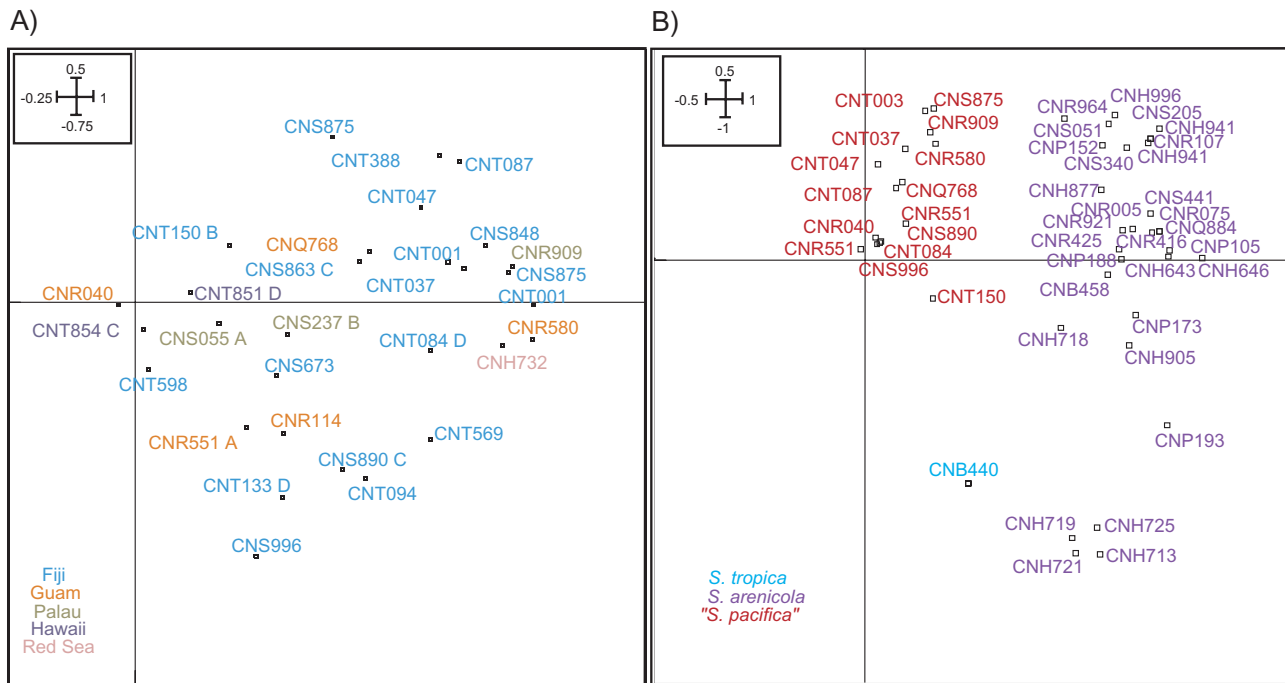 A)
0.5
-0.25 1
-0.75
CNS875
CNT388
CNT087
CNT047
CNT150 B
CNQ768
CNS848
CNT001
CNR909
CNS863 C
CNS875
CNT037
CNT851 D
CNT001
CNR040
CNT854 C
CNS055 A
CNS237 B
CNR580
CNT084 D
CNH732
CNS673
CNT598
CNR114
CNR551 A
CNT569
CNS890 C
CNT133 D
CNT094
CNS996
Fiji
Guam
Palau
Hawaii
Red Sea
B)
0.5
-0.5 1
-1
CNT003
CNS875
CNR909
CNT037
CNR580
CNT047
CNT087
CNQ768
CNR551
CNR040
CNS890
CNR551
CNT084
CNS996
CNT150
CNH996
CNR964
CNS205
CNS051
CNH941
CNP152
CNR107
CNS340
CNH941
CNH877
CNS441
CNR005
CNR075
CNR921
CNQ884
CNR425
CNR416
CNP105
CNP188
CNH643
CNH646
CNB458
CNP173
CNH718
CNH905
CNP193
CNB440
CNH719
CNH725
CNH721
CNH713
S. tropica
S. arenicola
"S. pacifica"